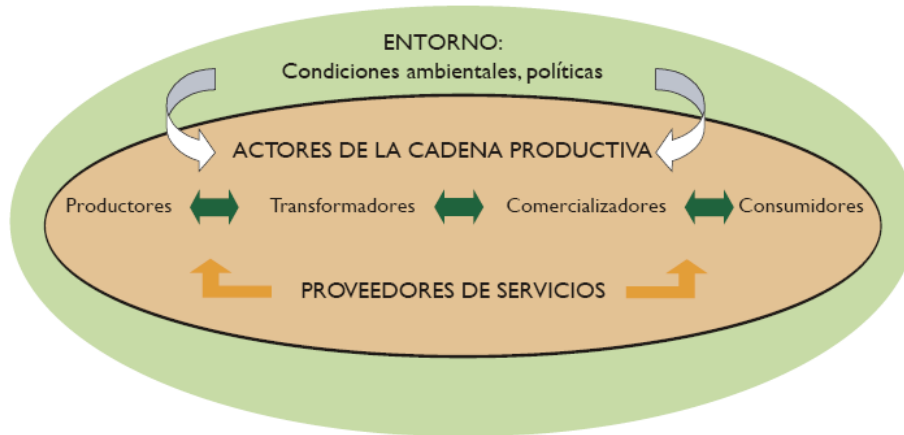 ENTORNO:
Condiciones ambientales, políticas
ACTORES DE LA CADENA PRODUCTIVA
Productores Transformadores Comercializadores Consumidores
PROVEEDORES DE SERVICIOS